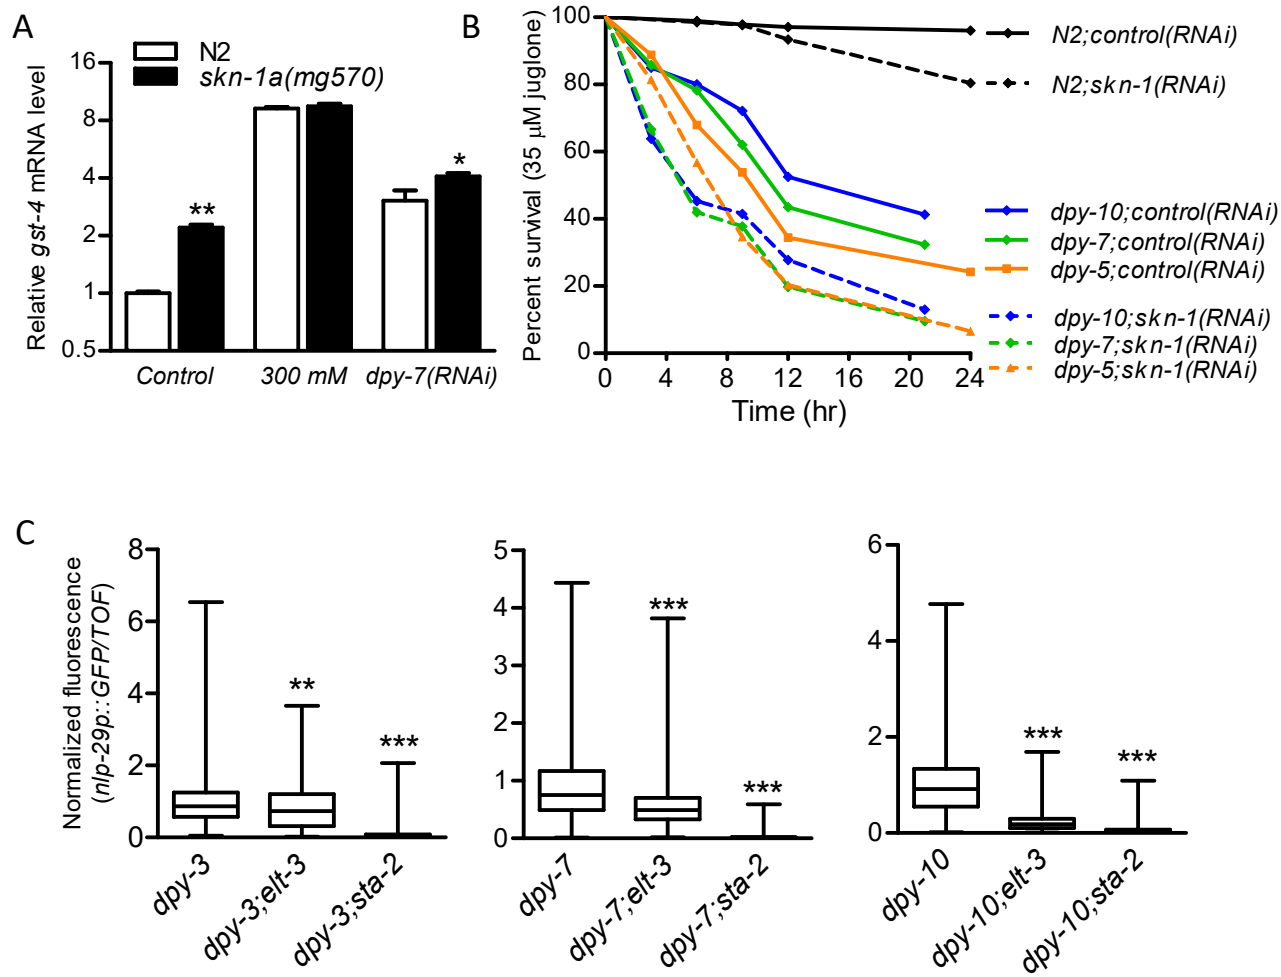 A
N2
skn-1a(mg570)
Relative gst-4 mRNA level
16
8
4
2
1
0.5
**
*
Control
300 mM
dpy-7(RNAi)
B
Percent survival (35 µM juglone)
100
80
60
40
20
0
0
4
8
12
16
20
24
Time (hr)
N2;control(RNAi)
N2;skn-1(RNAi)
dpy-10;control(RNAi)
dpy-7;control(RNAi)
dpy-5;control(RNAi)
dpy-10;skn-1(RNAi)
dpy-7;skn-1(RNAi)
dpy-5;skn-1(RNAi)
C
Normalized fluorescence
(nlp-29p::GFP/TOF)
8
6
4
2
0
**
***
dpy-3
dpy-3;elt-3
dpy-3;sta-2
5
4
3
2
1
0
***
***
dpy-7
dpy-7;elt-3
dpy-7;sta-2
6
4
2
0
***
***
dpy-10
dpy-10;elt-3
dpy-10;sta-2